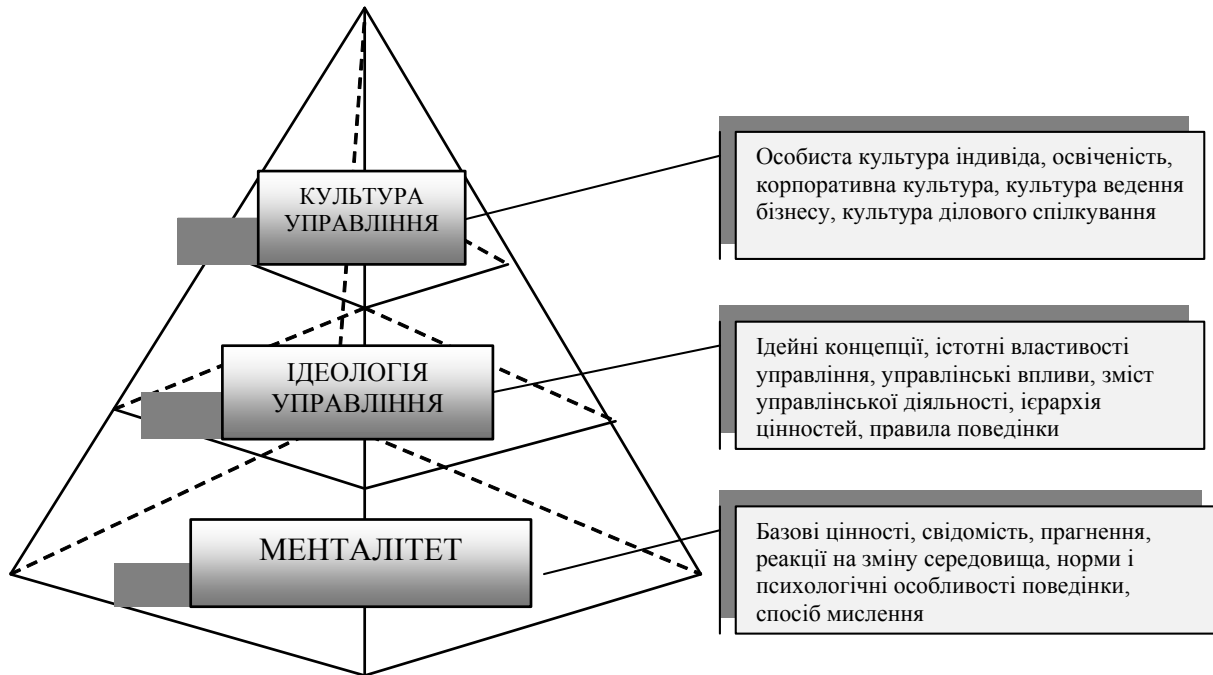 КУЛЬТУРА
УПРАВЛІННЯ
Особиста культура індивіда, освіченість,
корпоративна культура, культура ведення
бізнесу, культура ділового спілкування
ІДЕОЛОГІЯ
УПРАВЛІННЯ
Ідейні концепції, істотні властивості
управління, управлінські впливи, зміст
управлінської діяльності, ієрархія
цінностей, правила поведінки
МЕНТАЛІТЕТ
Базові цінності, свідомість, прагнення,
реакції на зміну середовища, норми і
психологічні особливості поведінки,
спосіб мислення